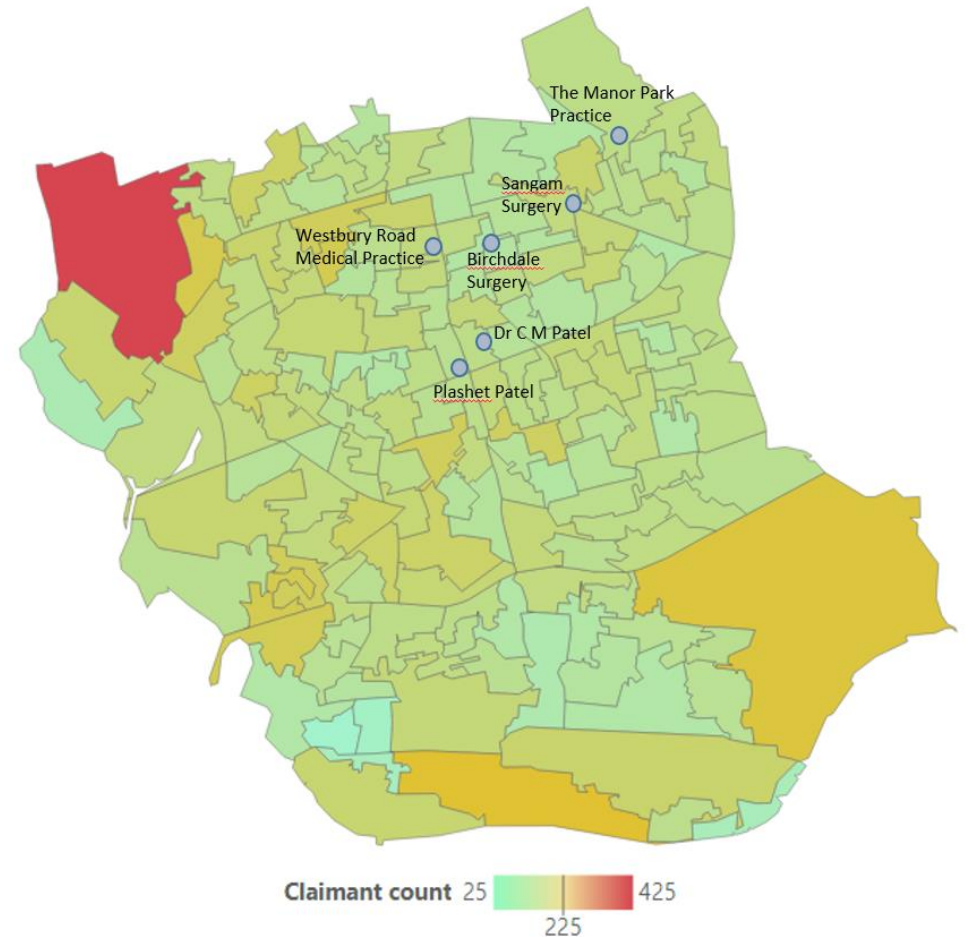 The Manor Park
Practice
Sangam
Surgery
Westbury Road
Medical Practice
Birchdale
Surgery
Dr C M Patel
Plashet Patel
Claimant count 25 425
225